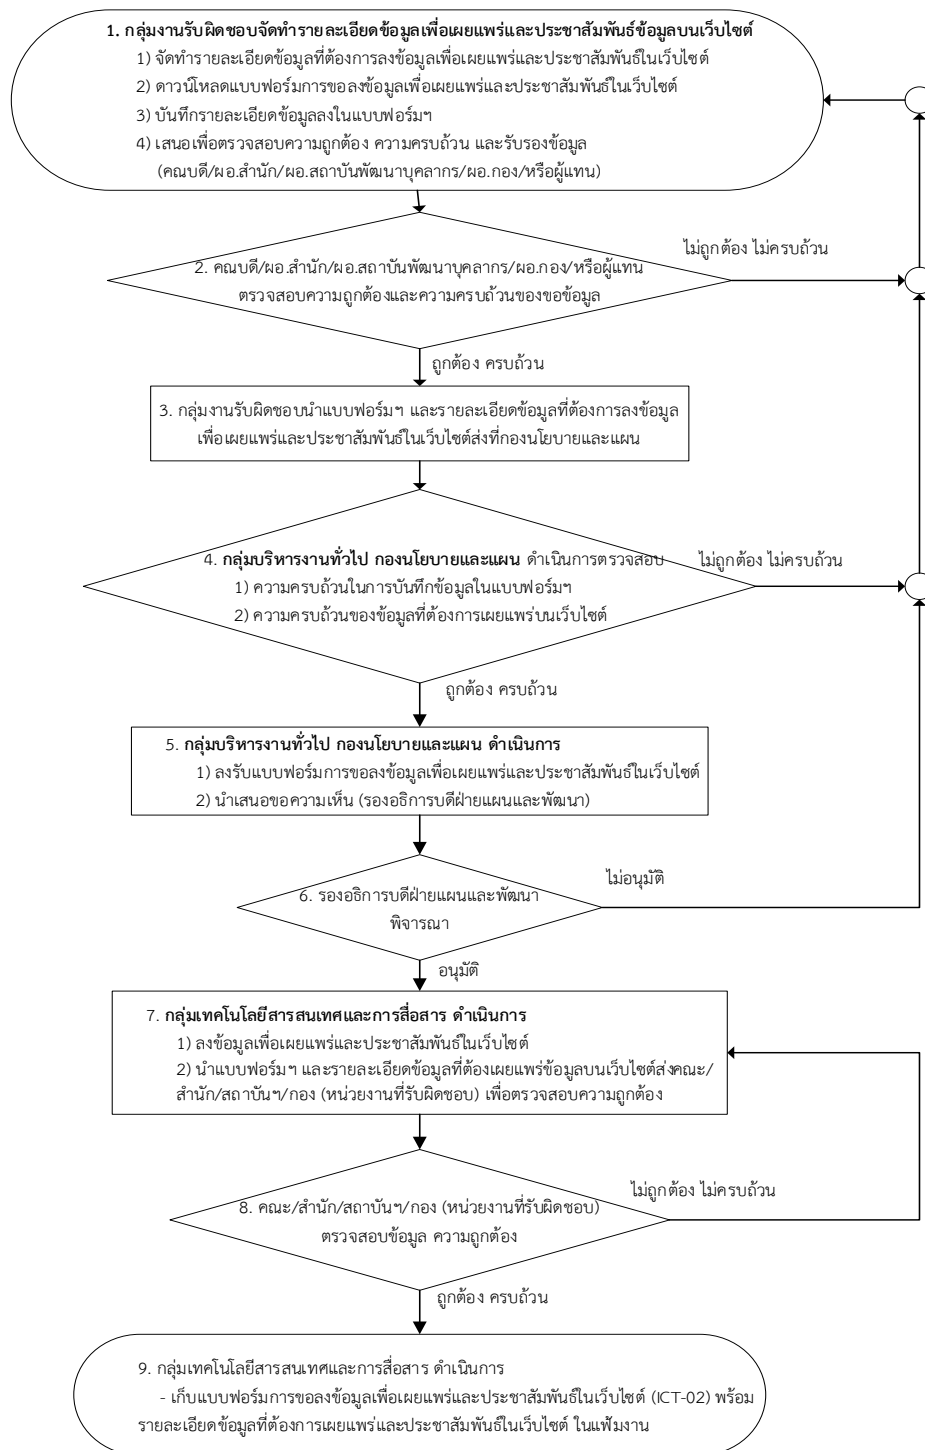 1. กลุ่มงานรับผิดชอบจัดทำรายละเอียดข้อมูลเพื่อเผยแพร่และประชาสัมพันธ์ข้อมูลบนเว็บไซต์
1) จัดทำรายละเอียดข้อมูลที่ต้องการลงข้อมูลเพื่อเผยแพร่และประชาสัมพันธ์ในเว็บไซต์
2) ดาวน์โหลดแบบฟอร์มการขอลงข้อมูลเพื่อเผยแพร่และประชาสัมพันธ์ในเว็บไซต์
3) บันทึกรายละเอียดข้อมูลลงในแบบฟอร์มฯ
4) เสนอเพื่อตรวจสอบความถูกต้อง ความครบถ้วน และรับรองข้อมูล
(คณบดี/ผอ.สำนัก/ผอ.สถาบันพัฒนาบุคลากร/ผอ.กอง/หรือผู้แทน)
ไม่ถูกต้อง ไม่ครบถ้วน
2. คณบดี/ผอ.สำนัก/ผอ.สถาบันพัฒนาบุคลากร/ผอ.กอง/หรือผู้แทน
ตรวจสอบความถูกต้องและความครบถ้วนของขอข้อมูล
ถูกต้อง ครบถ้วน
3. กลุ่มงานรับผิดชอบนำแบบฟอร์มฯ และรายละเอียดข้อมูลที่ต้องการลงข้อมูล
เพื่อเผยแพร่และประชาสัมพันธ์ในเว็บไซต์ส่งที่กองนโยบายและแผน
4. กลุ่มบริหารงานทั่วไป กองนโยบายและแผน ดำเนินการตรวจสอบ
ไม่ถูกต้อง ไม่ครบถ้วน
1) ความครบถ้วนในการบันทึกข้อมูลในแบบฟอร์มฯ
2) ความครบถ้วนของข้อมูลที่ต้องการเผยแพร่บนเว็บไซต์
ถูกต้อง ครบถ้วน
5. กลุ่มบริหารงานทั่วไป กองนโยบายและแผน ดำเนินการ
1) ลงรับแบบฟอร์มการขอลงข้อมูลเพื่อเผยแพร่และประชาสัมพันธ์ในเว็บไซต์
2) นำเสนอขอความเห็น (รองอธิการบดีฝ่ายแผนและพัฒนา)
ไม่อนุมัติ
6. รองอธิการบดีฝ่ายแผนและพัฒนา
พิจารณา
อนุมัติ
7. กลุ่มเทคโนโลยีสารสนเทศและการสื่อสาร ดำเนินการ
1) ลงข้อมูลเพื่อเผยแพร่และประชาสัมพันธ์ในเว็บไซต์
2) นำแบบฟอร์มฯ และรายละเอียดข้อมูลที่ต้องเผยแพร่ข้อมูลบนเว็บไซต์ส่งคณะ/
สำนัก/สถาบันฯ/กอง (หน่วยงานที่รับผิดชอบ) เพื่อตรวจสอบความถูกต้อง
ไม่ถูกต้อง ไม่ครบถ้วน
8. คณะ/สำนัก/สถาบันฯ/กอง (หน่วยงานที่รับผิดชอบ)
ตรวจสอบข้อมูล ความถูกต้อง
ถูกต้อง ครบถ้วน
9. กลุ่มเทคโนโลยีสารสนเทศและการสื่อสาร ดำเนินการ
- เก็บแบบฟอร์มการขอลงข้อมูลเพื่อเผยแพร่และประชาสัมพันธ์ในเว็บไซต์ (ICT-02) พร้อม
รายละเอียดข้อมูลที่ต้องการเผยแพร่และประชาสัมพันธ์ในเว็บไซต์ ในแฟ้มงาน